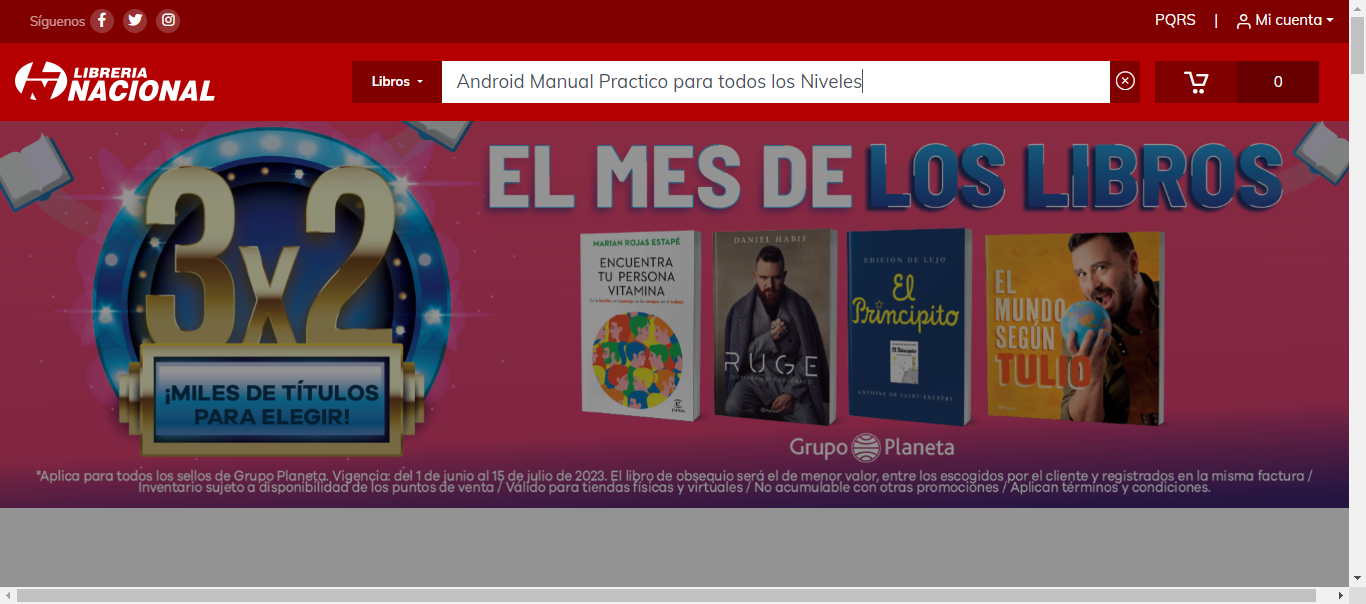 Síguenos
PQRS | Mi cuenta
LIBRERIA
NACIONAL
Libros
Android Manual Practico para todos los Niveles
0
3x2
¡MILES DE TÍTULOS
PARA ELEGIR!
EL MES DE LOS LIBROS
MARIAN ROJAS ESTAPÉ
ENCUENTRA
TU PERSONA
VITAMINA
ESPASA
DANIEL HABIF
RUGE
EDICIÓN DE LUJO
El
Principito
ANTOINE DE SAINT-EXUPÉRY
EL
MUNDO
SEGÚN
TULIO
Grupo Planeta
*Aplica para todos los sellos de Grupo Planeta. Vigencia: del 1 de junio al 15 de julio de 2023. El libro de obsequio será el de menor valor, entre los escogidos por el cliente y registrados en la misma factura /
Inventario sujeto a disponibilidad de los puntos de venta / Válido para tiendas físicas y virtuales / No acumulable con otras promociones / Aplican términos y condiciones.